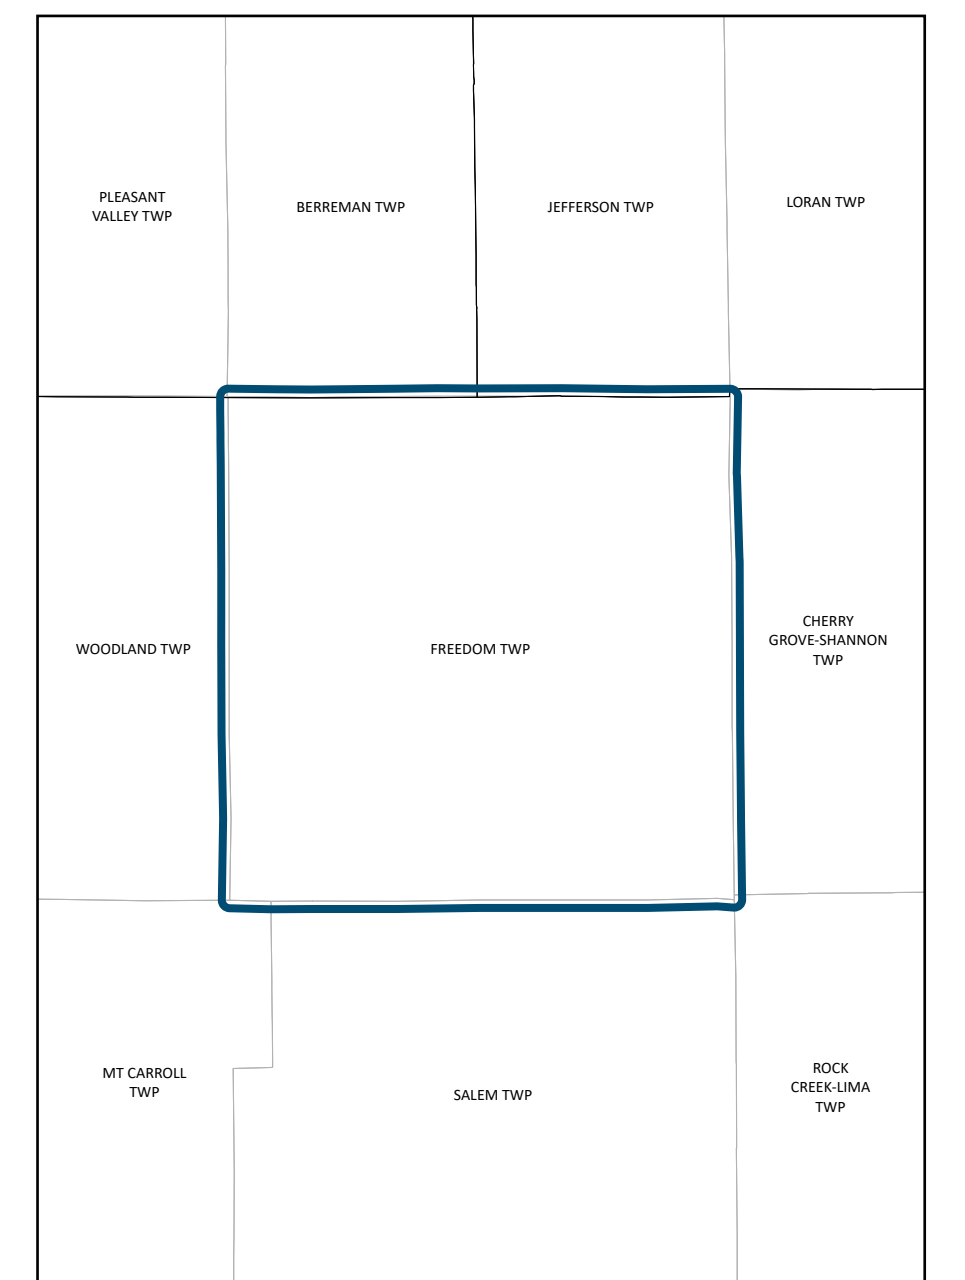 PLEASANT
VALLEY TWP
BERREMAN TWP
JEFFERSON TWP
LORAN TWP
WOODLAND TWP
FREEDOM TWP
CHERRY
GROVE-SHANNON
TWP
MT CARROLL
TWP
SALEM TWP
ROCK
CREEK-LIMA
TWP